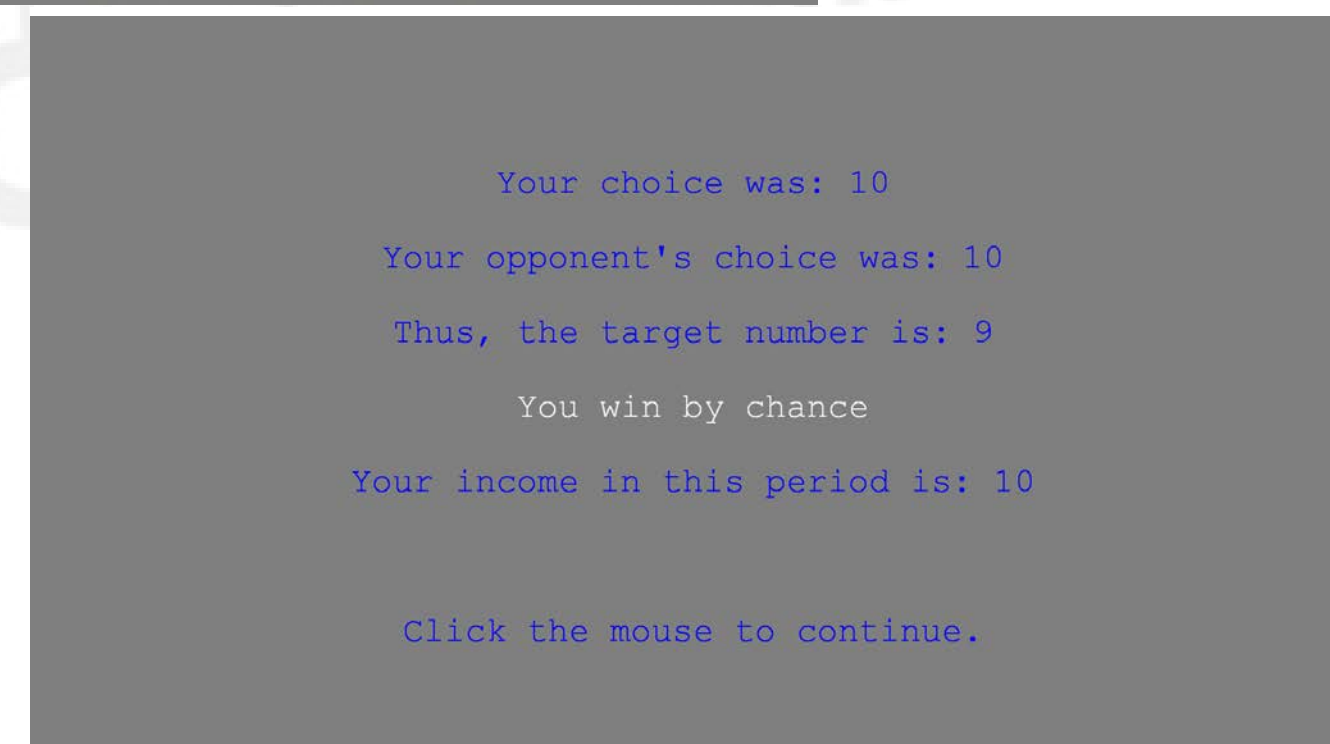 Your choice was: 10
Your opponent's choice was: 10
Thus, the target number is: 9
You win by chance
Your income in this period is: 10
Click the mouse to continue.